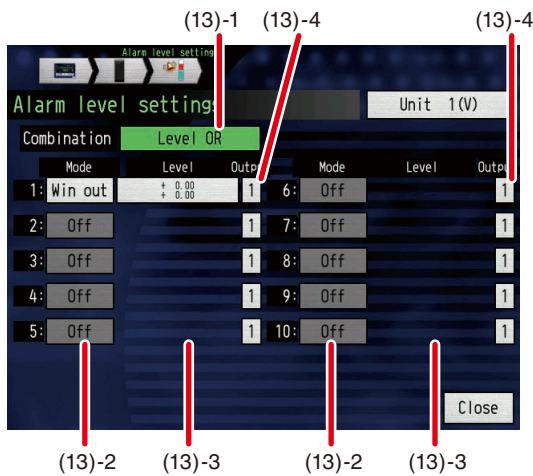 (13)-1 (13)-4 (13)-4
Alarm level setting
Alarm level settings Unit 1(V)
Combination Level OR
Mode Level Outpu Mode Level Outpu
1: Win out + 0.00 1 6: Off 1
+ 0.00
2: Off 1 7: Off 1
3: Off 1 8: Off 1
4: Off 1 9: Off 1
5: Off 1 10: Off 1
Close
(13)-2 (13)-3 (13)-2 (13)-3